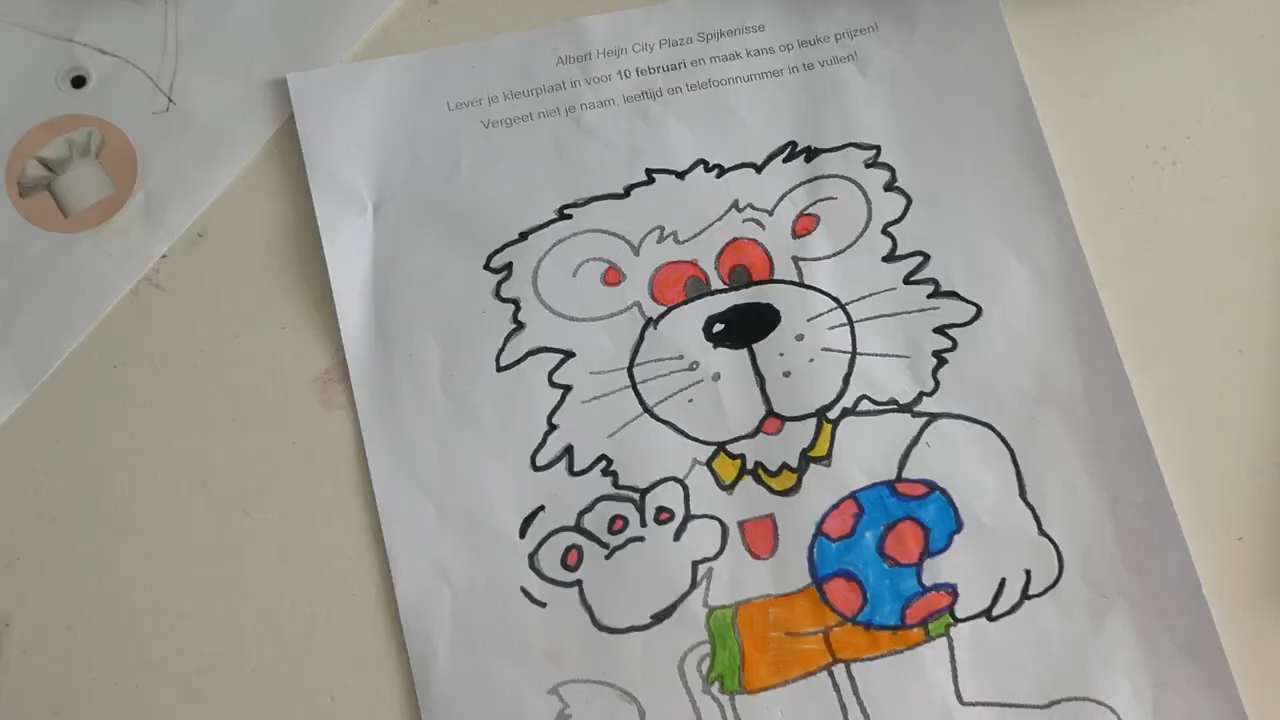 Albert Heijn City Plaza Spijkenisse
Lever je kleurplaat in voor 10 februari en maak kans op leuke prijzen!
Vergeet niet je naam, leeftijd en telefoonnummer in te vullen!